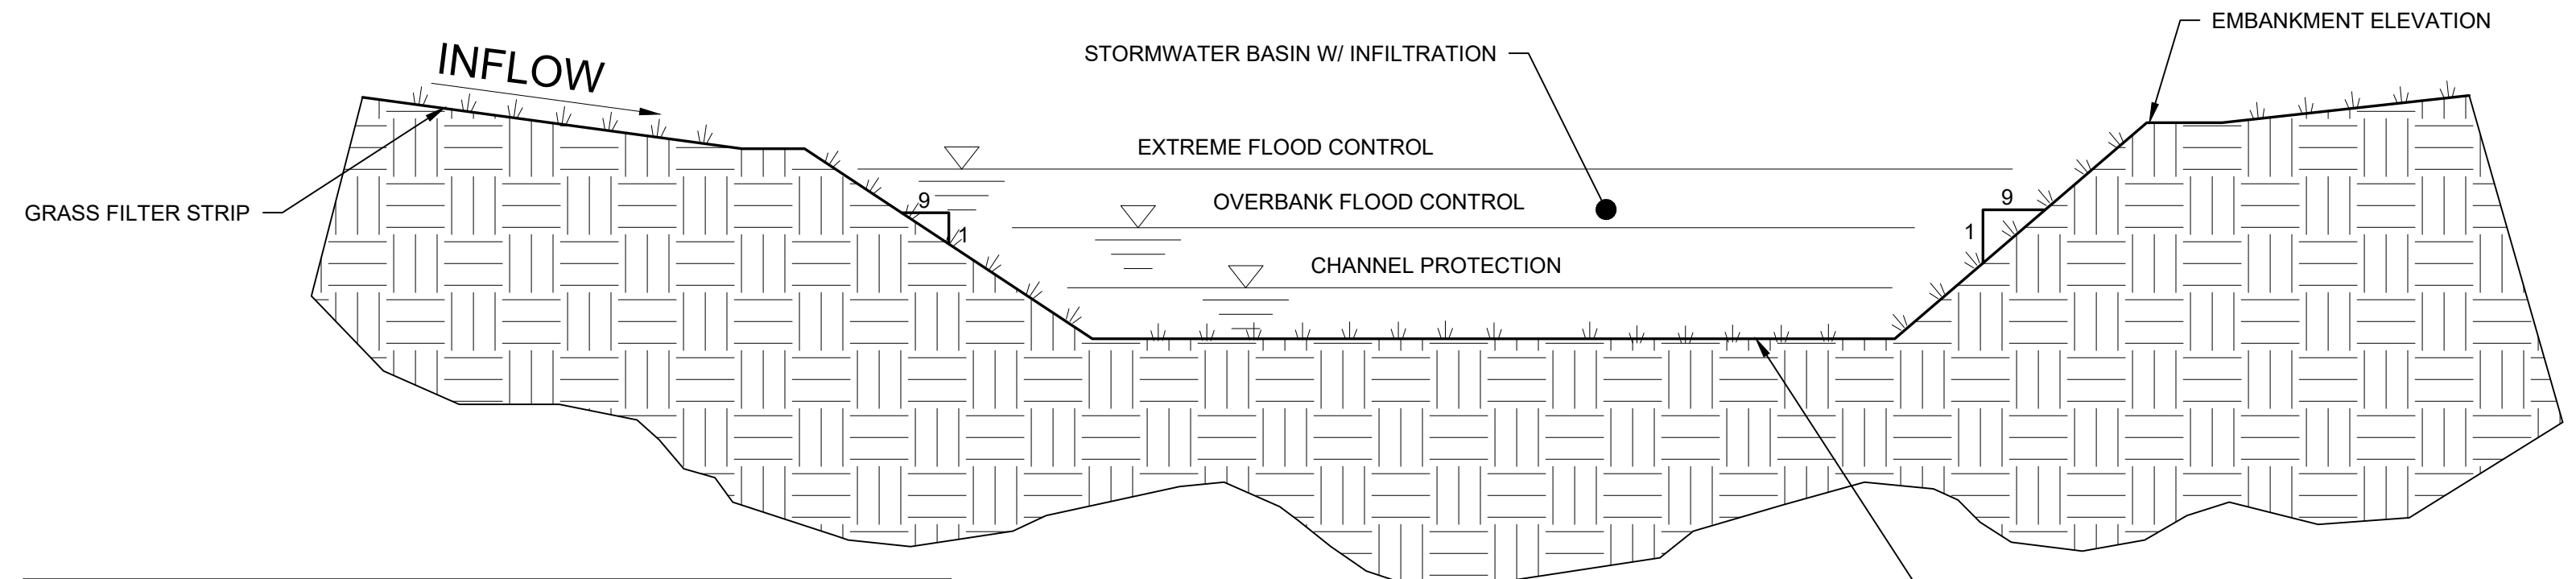 EMBANKMENT ELEVATION
INFLOW
STORMWATER BASIN W/ INFILTRATION
EXTREME FLOOD CONTROL
9
9
OVERBANK FLOOD CONTROL
GRASS FILTER STRIP
1
1
CHANNEL PROTECTION